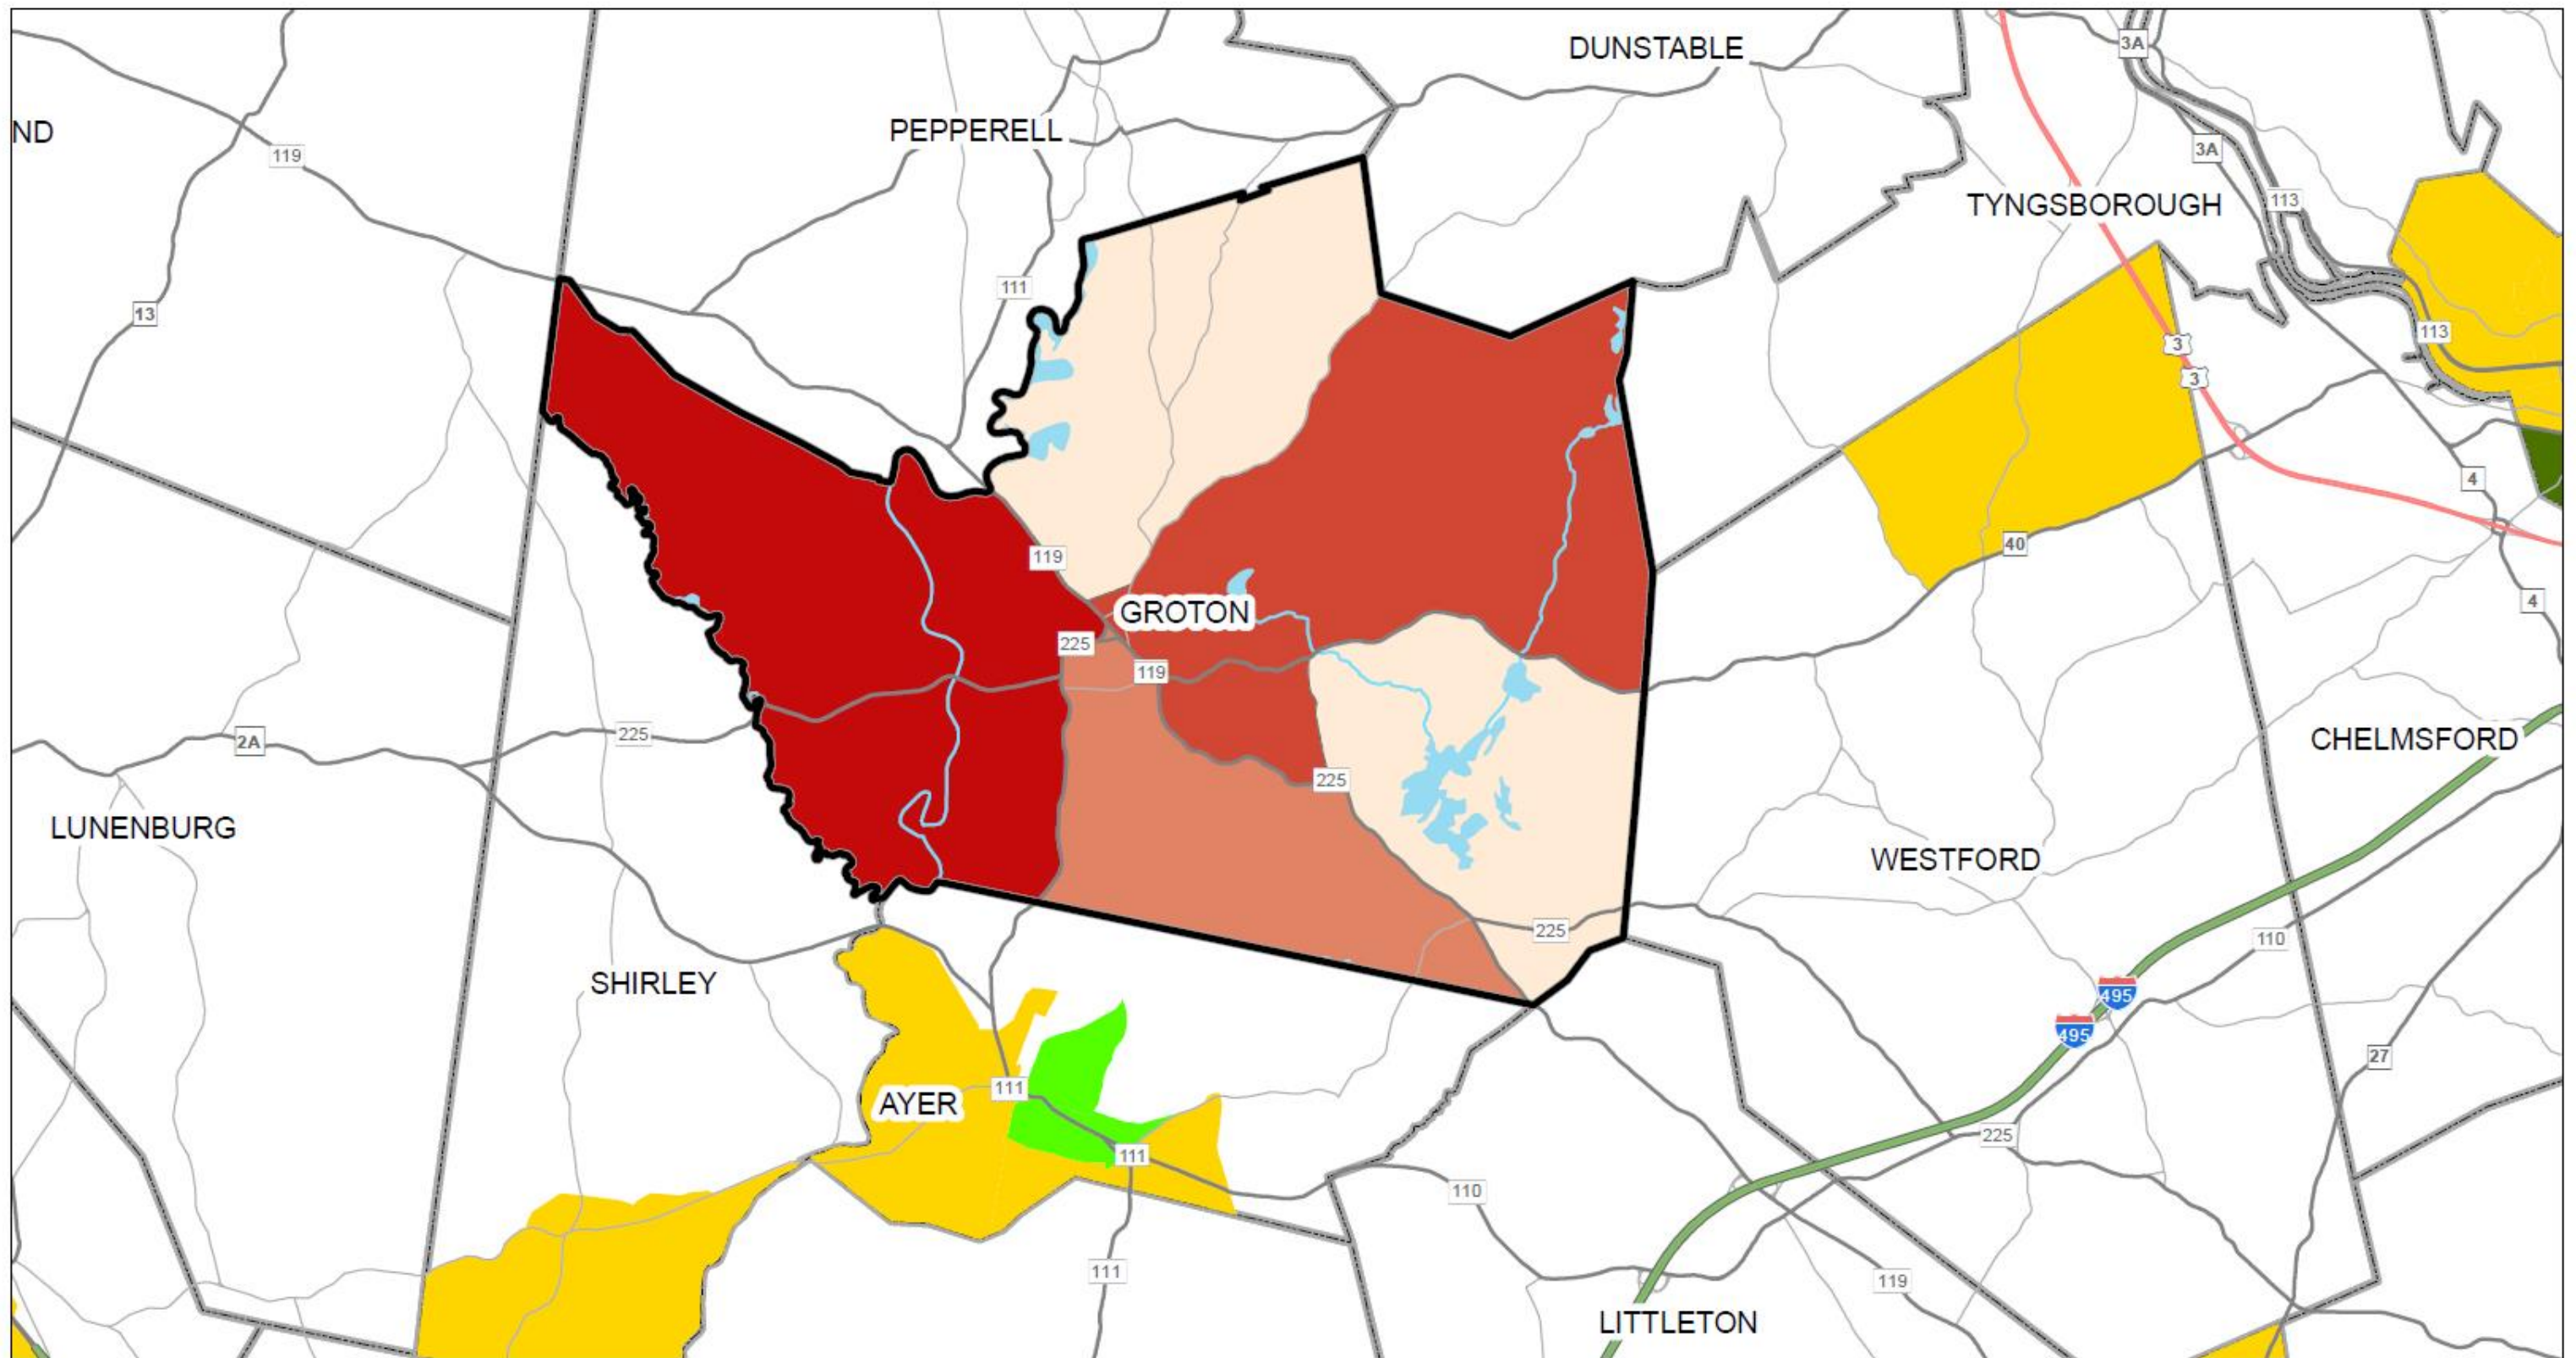 DUNSTABLE
3A
ND
PEPPERELL
119
3A
113
TYNGSBOROUGH
111
13
113
3
3
4
119
40
4
GROTON
225
119
225
2A
225
CHELMSFORD
LUNENBURG
WESTFORD
225
110
SHIRLEY
495
495
27
111
AYER
225
111
110
111
119
LITTLETON